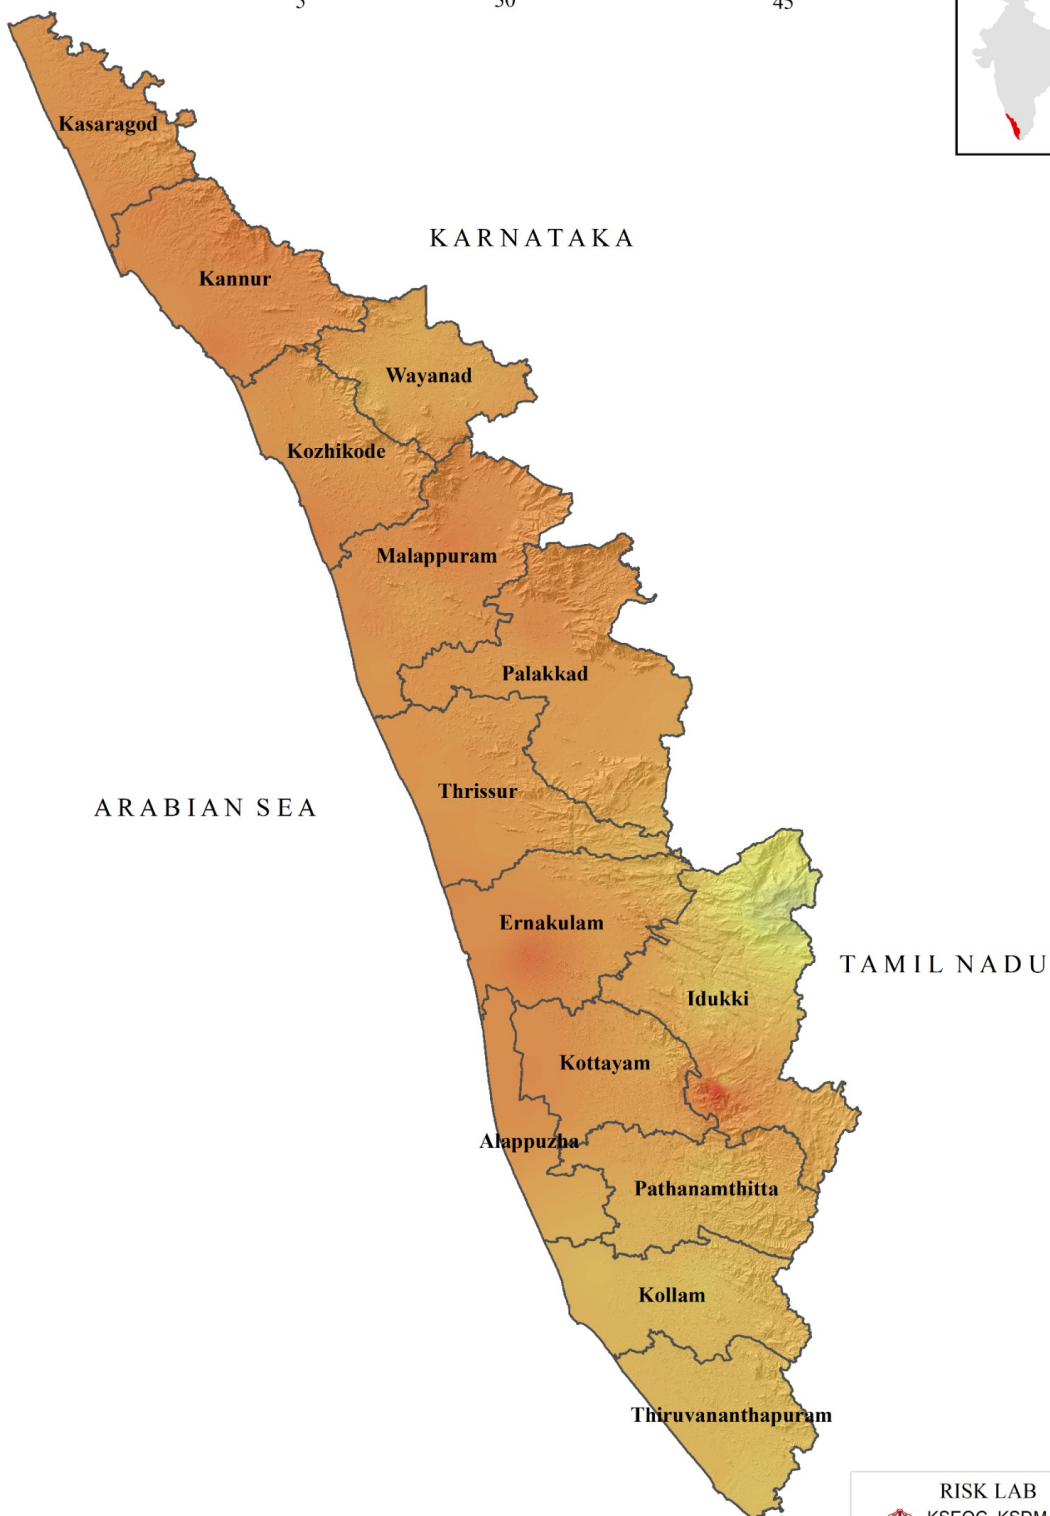 45
Kasaragod
KARNATAKA
Kannur
Wayanad
Kozhikode
Malappuram
Palakkad
Thrissur
ARABIAN SEA
Ernakulam
TAMIL NADU
Idukki
Kottayam
Alappuzha
Pathanamthitta
Kollam
Thiruvananthapuram
RISK LAB